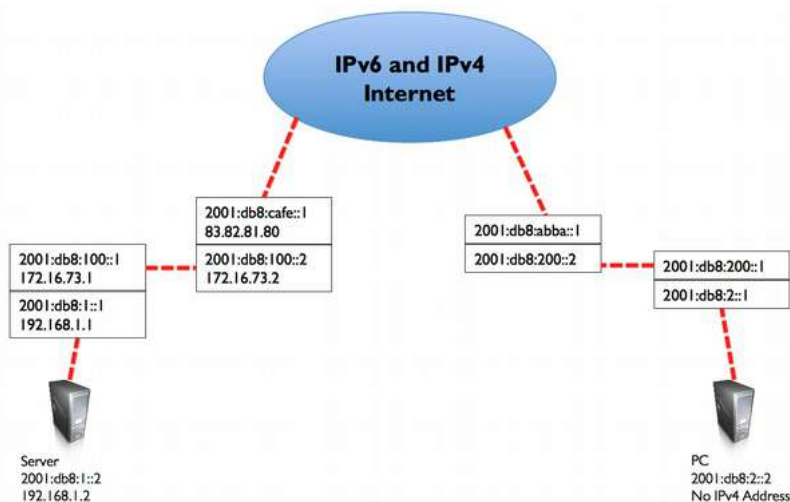 IPv6 and IPv4
Internet
2001:db8:cafe::1
83.82.81.80
2001:db8:100::2
172.16.73.2
2001:db8:100::1
172.16.73.1
2001:db8:1::1
192.168.1.1
2001:db8:abba::1
2001:db8:200::2
2001:db8:200::1
2001:db8:2::1
Server
2001:db8:1::2
192.168.1.2
PC
2001:db8:2::2
No IPv4 Address